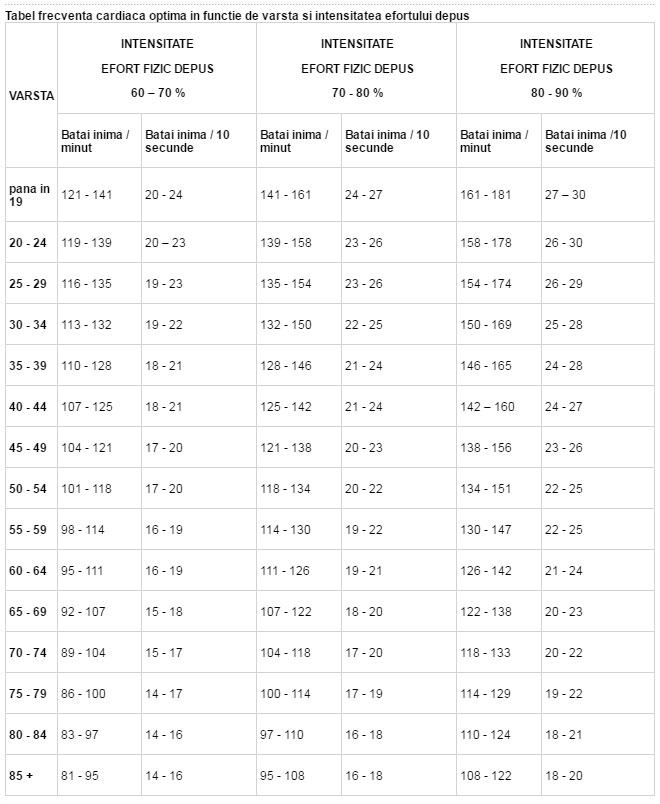 Tabel frecventa cardiaca optima in functie de varsta si intensitatea efortului depus
VARSTA
INTENSITATE
EFORT FIZIC DEPUS
60 – 70 %
INTENSITATE
EFORT FIZIC DEPUS
70 - 80 %
INTENSITATE
EFORT FIZIC DEPUS
80 - 90 %
Batai inima /
minut
Batai inima / 10
secunde
Batai inima /
minut
Batai inima / 10
secunde
Batai inima /
minut
Batai inima /10
secunde
pana in
19
121 - 141
20 - 24
141 - 161
24 - 27
161 - 181
27 – 30
20 - 24
119 - 139
20 – 23
139 - 158
23 - 26
158 - 178
26 - 30
25 - 29
116 - 135
19 - 23
135 - 154
23 - 26
154 - 174
26 - 29
30 - 34
113 - 132
19 - 22
132 - 150
22 - 25
150 - 169
25 - 28
35 - 39
110 - 128
18 - 21
128 - 146
21 - 24
146 - 165
24 - 28
40 - 44
107 - 125
18 - 21
125 - 142
21 - 24
142 – 160
24 - 27
45 - 49
104 - 121
17 - 20
121 - 138
20 - 23
138 - 156
23 - 26
50 - 54
101 - 118
17 - 20
118 - 134
20 - 22
134 - 151
22 - 25
55 - 59
98 - 114
16 - 19
114 - 130
19 - 22
130 - 147
22 - 25
60 - 64
95 - 111
16 - 19
111 - 126
19 - 21
126 - 142
21 - 24
65 - 69
92 - 107
15 - 18
107 - 122
18 - 20
122 - 138
20 - 23
70 - 74
89 - 104
15 - 17
104 - 118
17 - 20
118 - 133
20 - 22
75 - 79
86 - 100
14 - 17
100 - 114
17 - 19
114 - 129
19 - 22
80 - 84
83 - 97
14 - 16
97 - 110
16 - 18
110 - 124
18 - 21
85 +
81 - 95
14 - 16
95 - 108
16 - 18
108 - 122
18 - 20